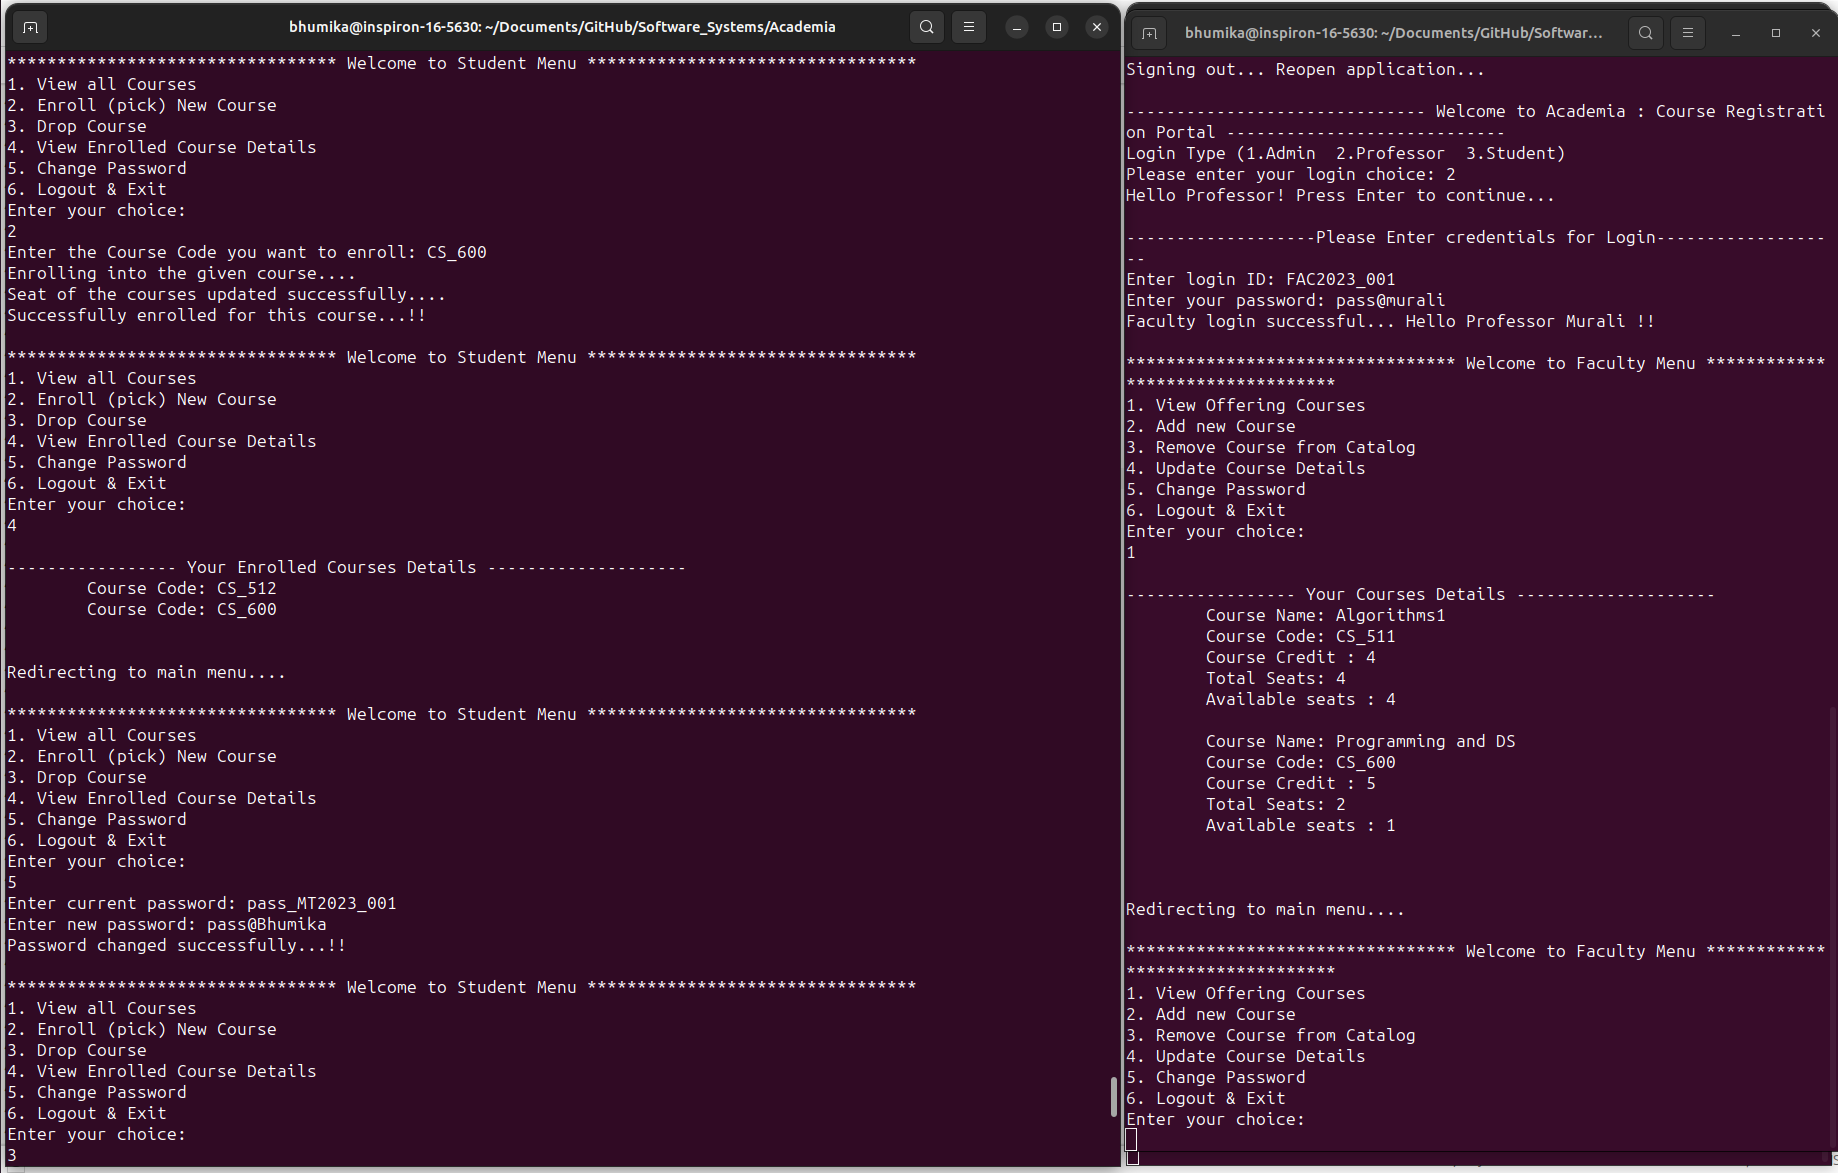 bhumika@inspiron-16-5630: ~/Documents/GitHub/Software_Systems/Academia
********************************* Welcome to Student Menu *********************************
1. View all Courses
2. Enroll (pick) New Course
3. Drop Course
4. View Enrolled Course Details
5. Change Password
6. Logout & Exit
Enter your choice:
2
Enter the Course Code you want to enroll: CS_600
Enrolling into the given course....
Seat of the courses updated successfully....
Successfully enrolled for this course...!!
********************************* Welcome to Student Menu *********************************
1. View all Courses
2. Enroll (pick) New Course
3. Drop Course
4. View Enrolled Course Details
5. Change Password
6. Logout & Exit
Enter your choice:
4
----------------- Your Enrolled Courses Details --------------------
Course Code: CS_512
Course Code: CS_600
Redirecting to main menu....
********************************* Welcome to Student Menu *********************************
1. View all Courses
2. Enroll (pick) New Course
3. Drop Course
4. View Enrolled Course Details
5. Change Password
6. Logout & Exit
Enter your choice:
5
Enter current password: pass_MT2023_001
Enter new password: pass@Bhumika
Password changed successfully...!!
********************************* Welcome to Student Menu *********************************
1. View all Courses
2. Enroll (pick) New Course
3. Drop Course
4. View Enrolled Course Details
5. Change Password
6. Logout & Exit
Enter your choice:
3
bhumika@inspiron-16-5630: ~/Documents/GitHub/Softwar...
Signing out... Reopen application...
------------------------------ Welcome to Academia : Course Registrati
on Portal ----------------------------
Login Type (1.Admin  2.Professor  3.Student)
Please enter your login choice: 2
Hello Professor! Press Enter to continue...
-------------------Please Enter credentials for Login-----------------
--
Enter login ID: FAC2023_001
Enter your password: pass@murali
Faculty login successful... Hello Professor Murali !!
********************************* Welcome to Faculty Menu ************
*********************
1. View Offering Courses
2. Add new Course
3. Remove Course from Catalog
4. Update Course Details
5. Change Password
6. Logout & Exit
Enter your choice:
1
----------------- Your Courses Details --------------------
Course Name: Algorithms1
Course Code: CS_511
Course Credit : 4
Total Seats: 4
Available seats : 4
Course Name: Programming and DS
Course Code: CS_600
Course Credit : 5
Total Seats: 2
Available seats : 1
Redirecting to main menu....
********************************* Welcome to Faculty Menu ************
*********************
1. View Offering Courses
2. Add new Course
3. Remove Course from Catalog
4. Update Course Details
5. Change Password
6. Logout & Exit
Enter your choice: